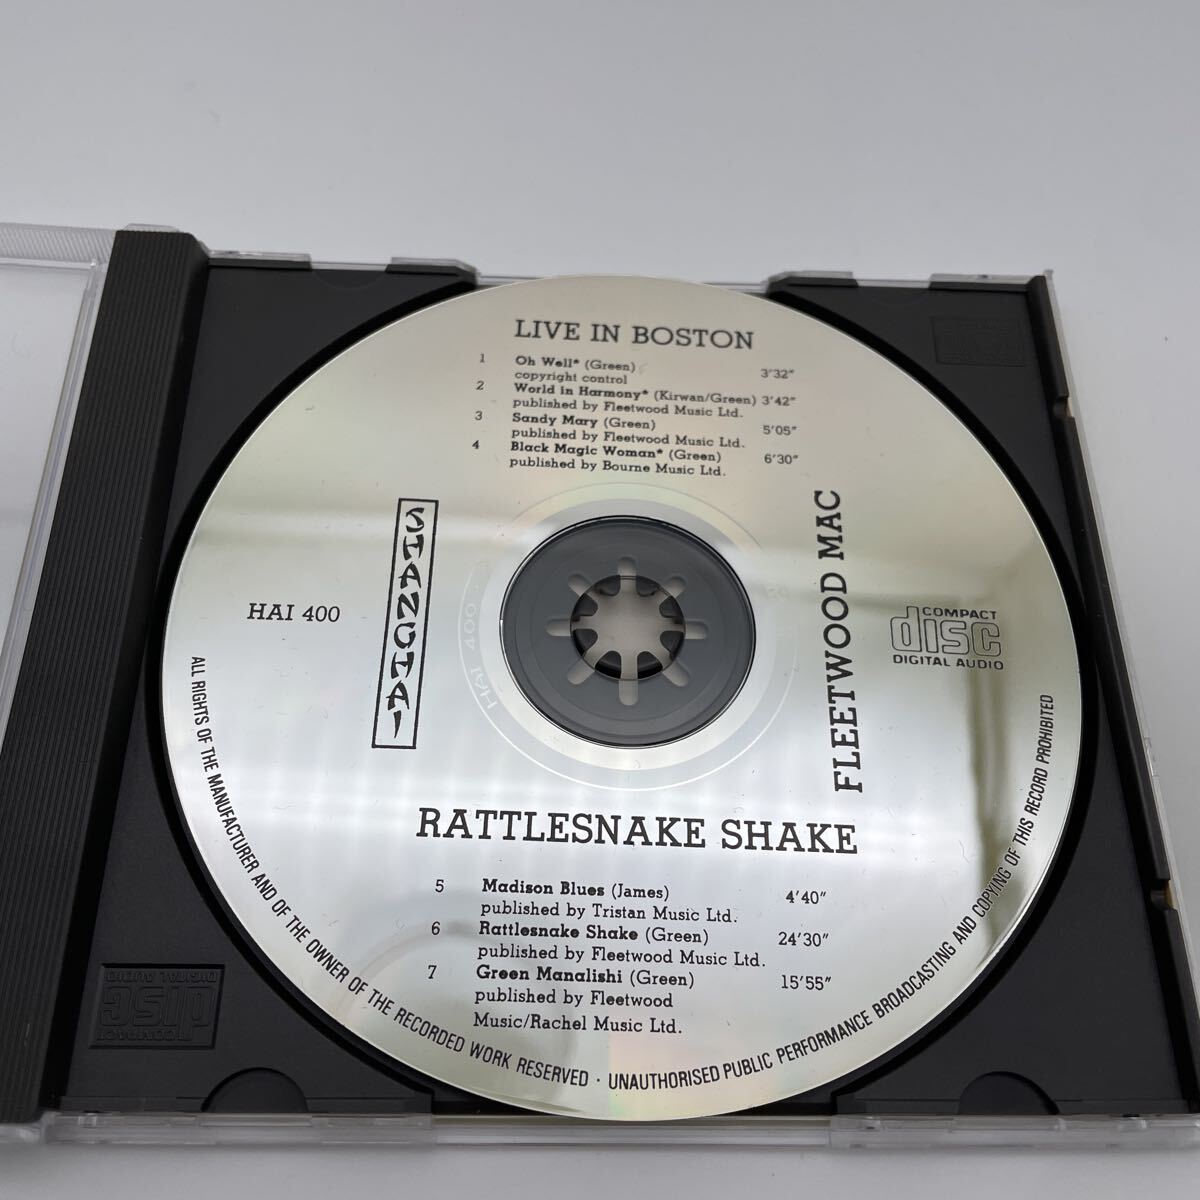 LIVE IN BOSTON
1 Oh Well* (Green) 3'32"
copyright control
2 World in Harmony* (Kirwan/Green) 3'42"
published by Fleetwood Music Ltd.
3 Sandy Mary (Green) 5'05"
published by Fleetwood Music Ltd.
4 Black Magic Woman* (Green) 6'30"
published by Bourne Music Ltd.
SHANGHAI
HAI 400
HAI 400
FLEETWOOD MAC
COMPACT
disc
DIGITAL AUDIO
RATTLESNAKE SHAKE
5 Madison Blues (James) 4'40"
published by Tristan Music Ltd.
6 Rattlesnake Shake (Green) 24'30"
published by Fleetwood Music Ltd.
7 Green Manalishi (Green) 15'55"
published by Fleetwood
Music/Rachel Music Ltd.
ALL RIGHTS OF THE MANUFACTURER AND OF THE OWNER OF THE RECORDED WORK RESERVED · UNAUTHORISED PUBLIC PERFORMANCE BROADCASTING AND COPYING OF THIS RECORD PROHIBITED
COMPACT
disc
DIGITAL AUDIO